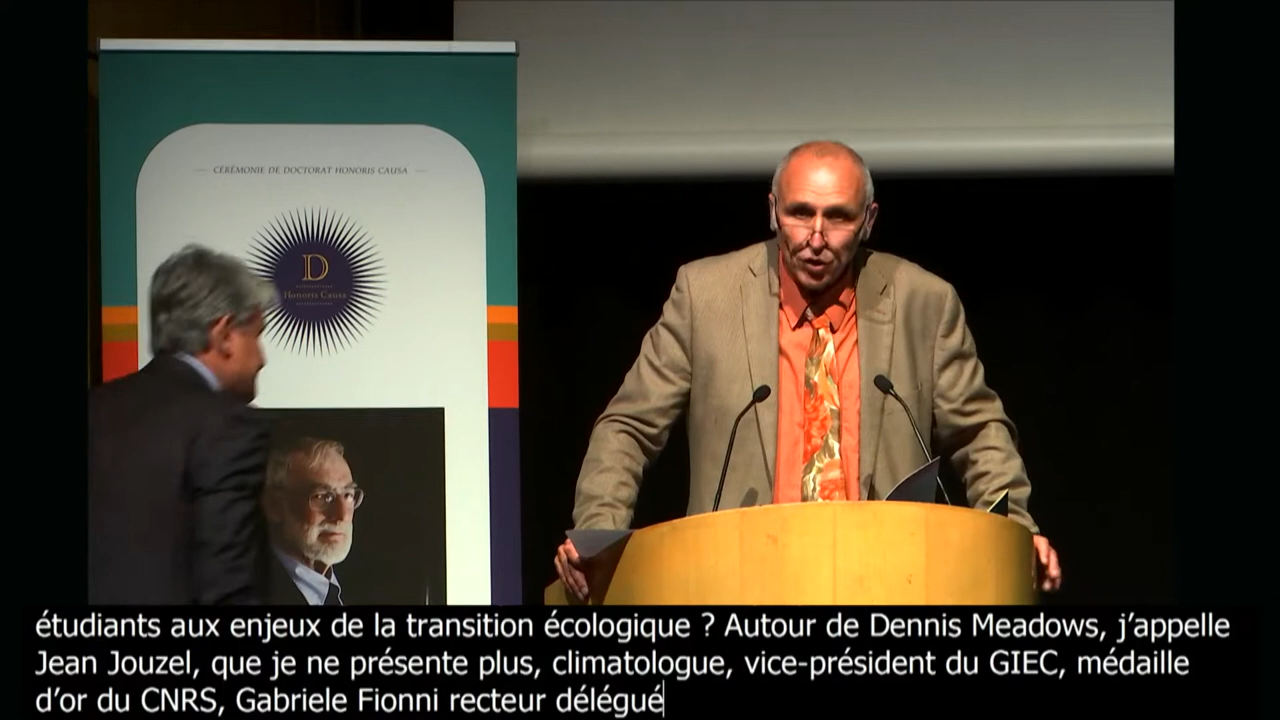 CÉRÉMONIE DE DOCTORAT HONORIS CAUSA
D
Honoris Causa
étudiants aux enjeux de la transition écologique ? Autour de Dennis Meadows, j’appelle
Jean Jouzel, que je ne présente plus, climatologue, vice-président du GIEC, médaille
d’or du CNRS, Gabriele Fionni recteur délégué